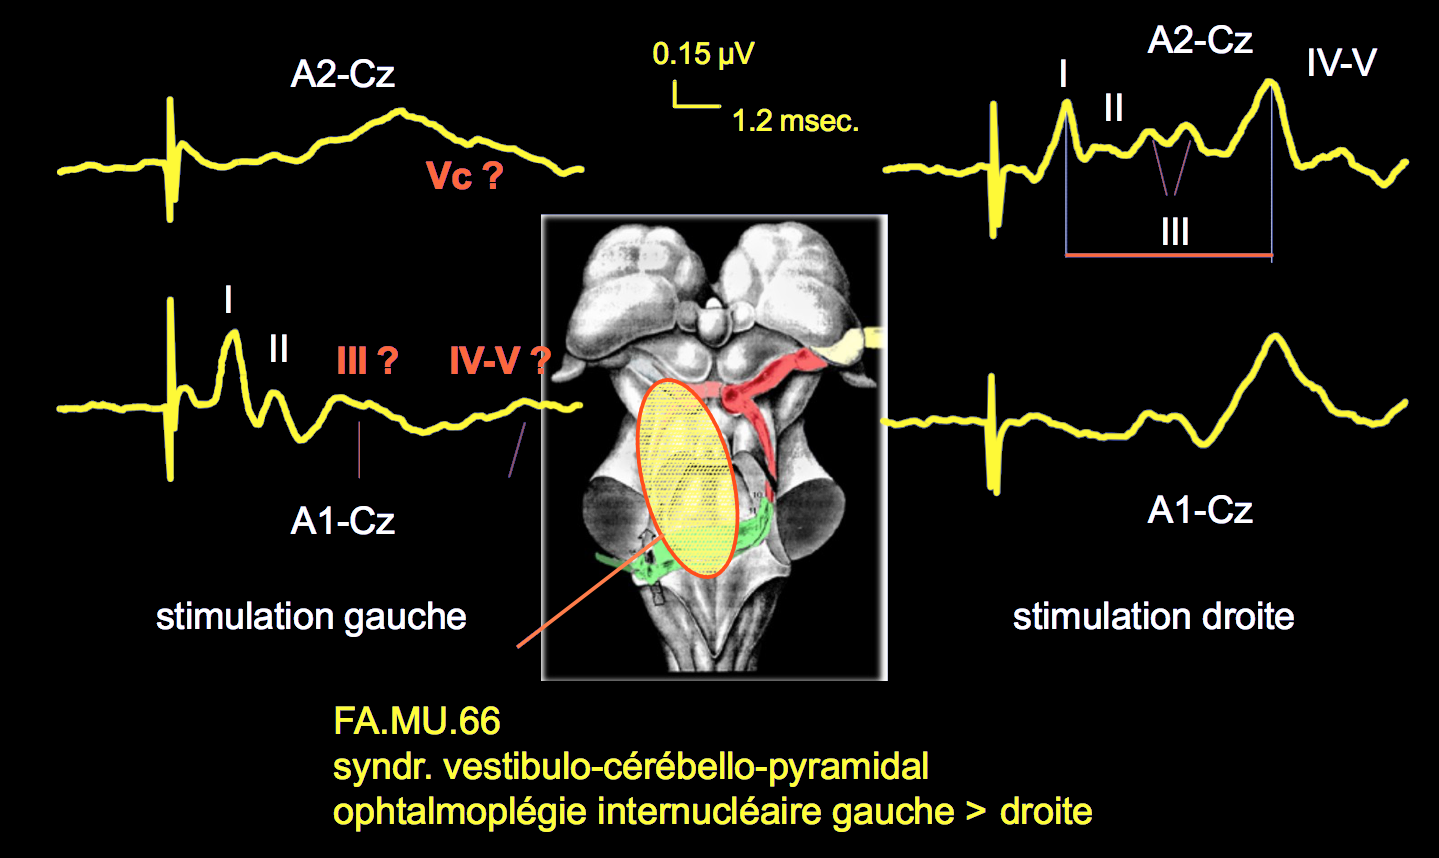 A2-Cz
0.15 µV
1.2 msec.
Vc ?
A2-Cz
I
II
IV-V
III
I
II
III ?
IV-V ?
A1-Cz
A1-Cz
stimulation gauche
stimulation droite
FA.MU.66
syndr. vestibulo-cérébello-pyramidal
ophtalmoplégie internucléaire gauche > droite